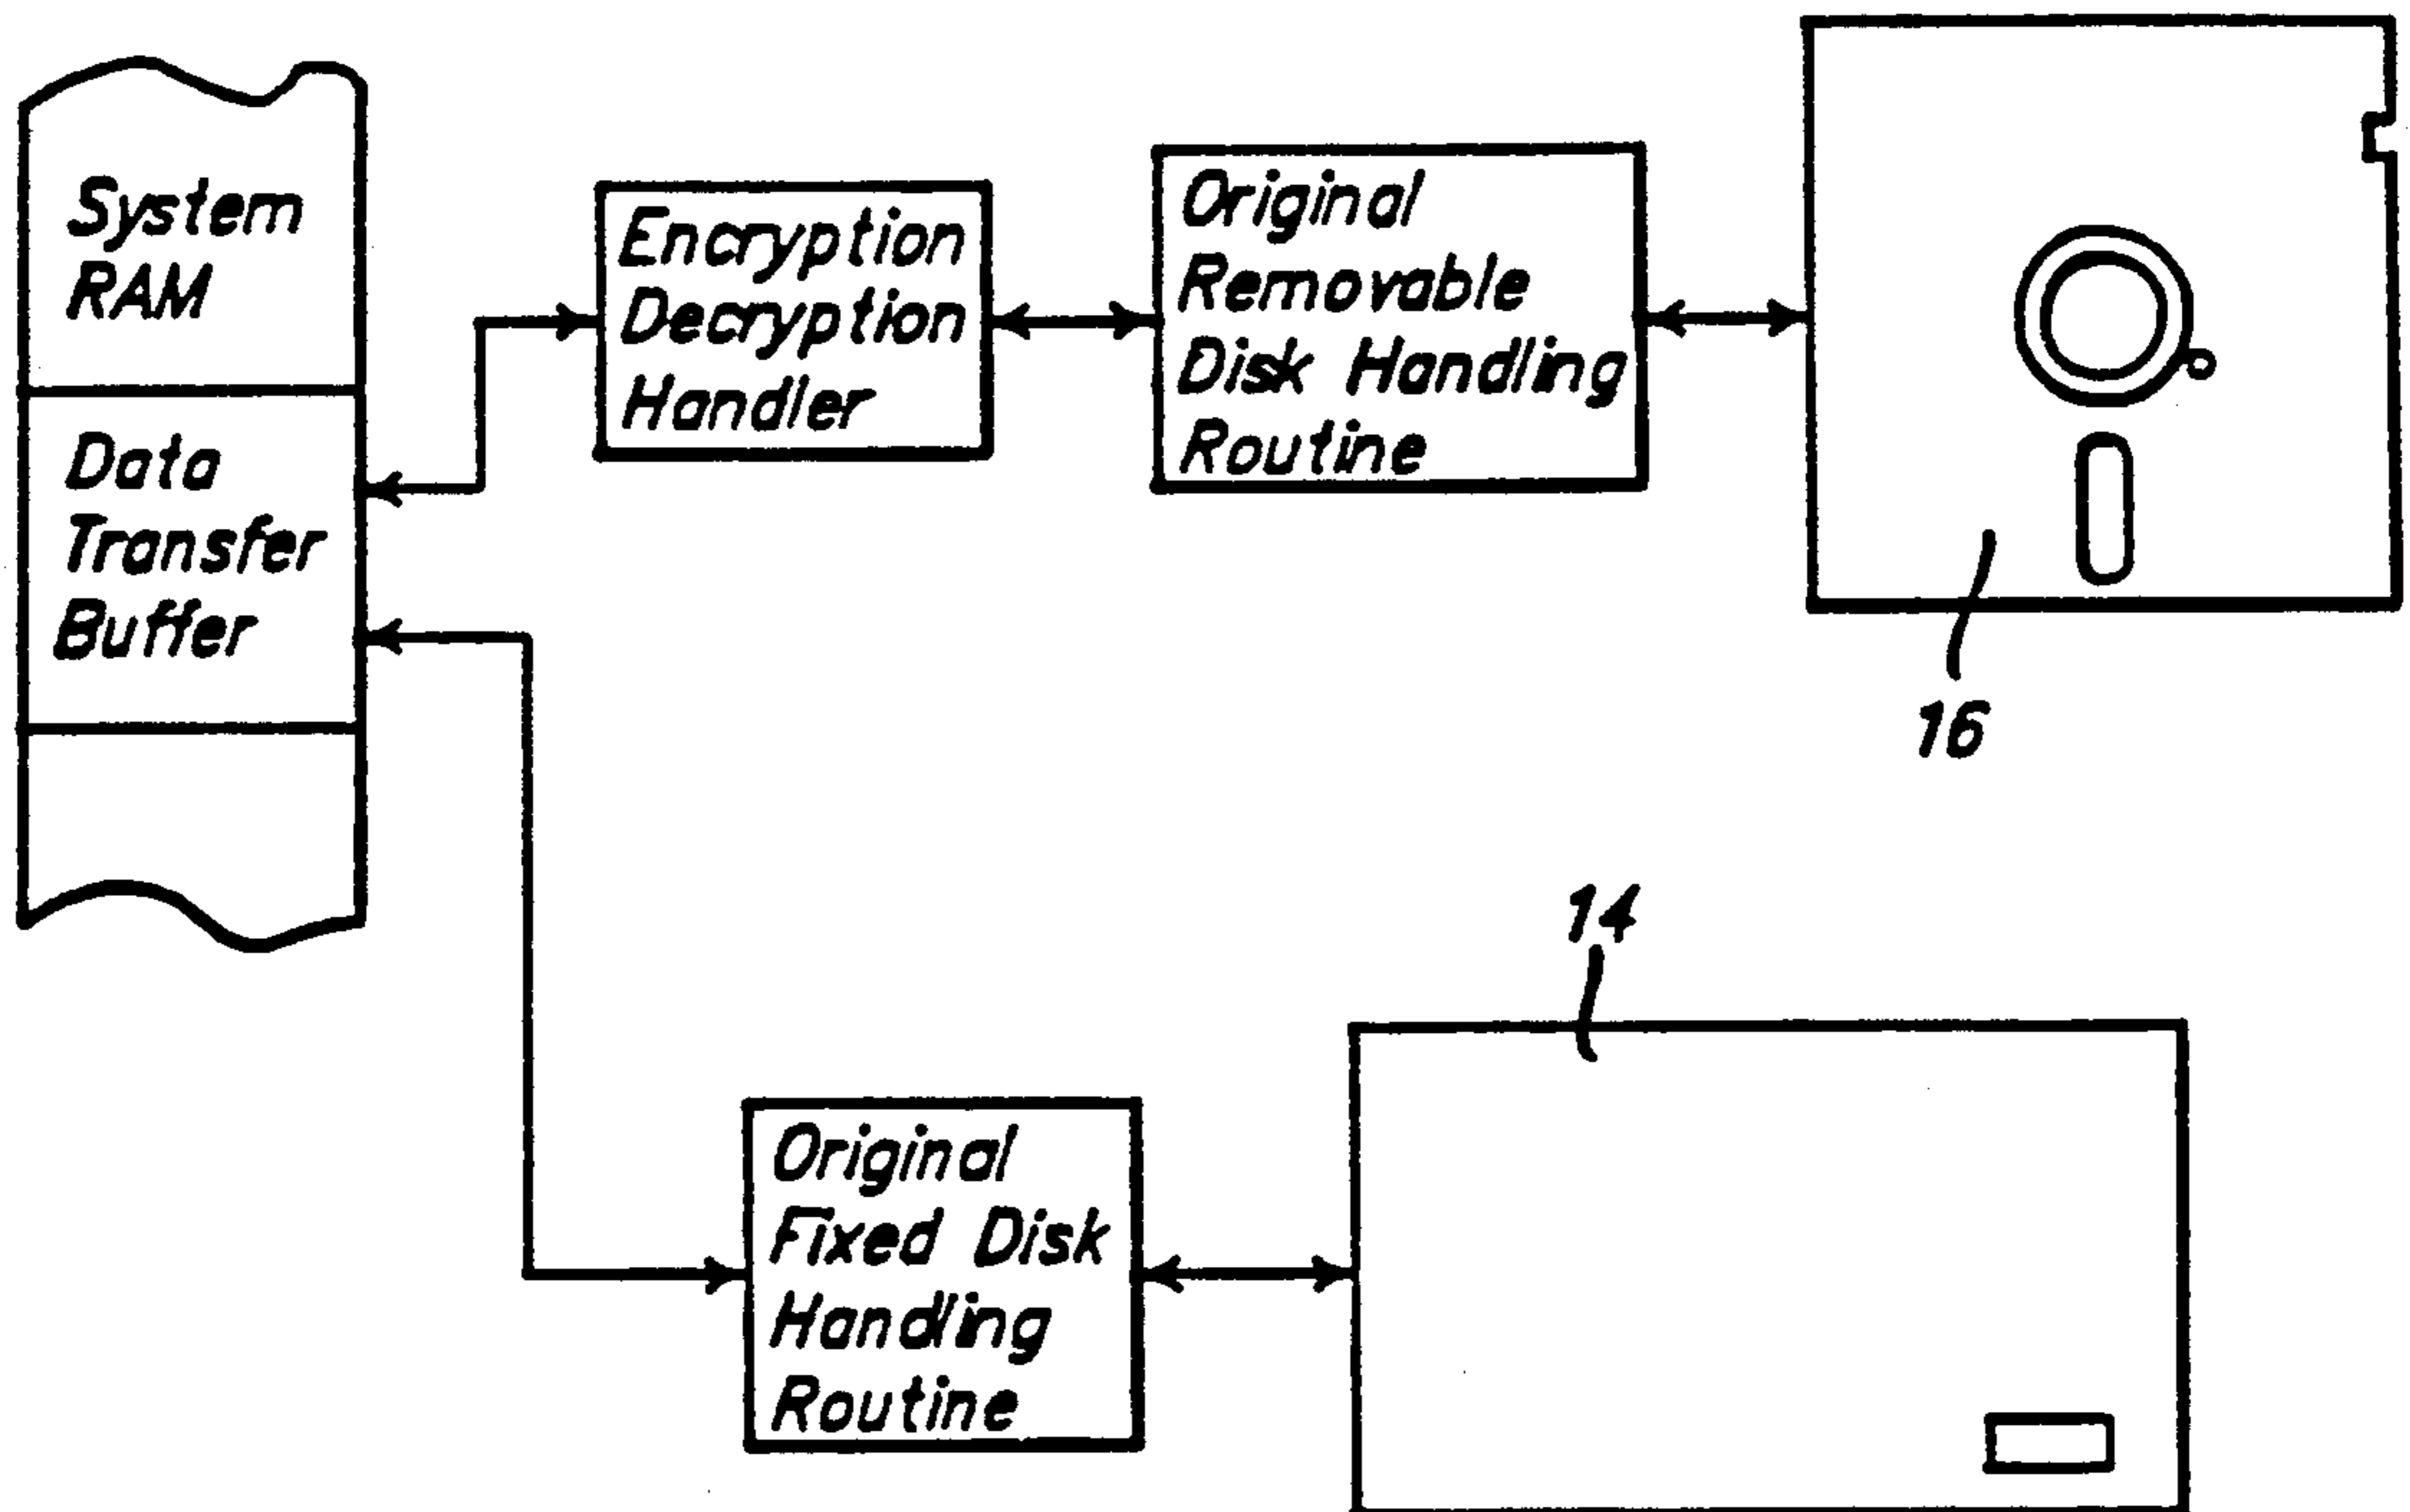 System
RAM
Data
Transfer
Buffer
Encryption
Decryption
Handler
Original
Removable
Disk Handling
Routine
16
14
Original
Fixed Disk
Handling
Routine